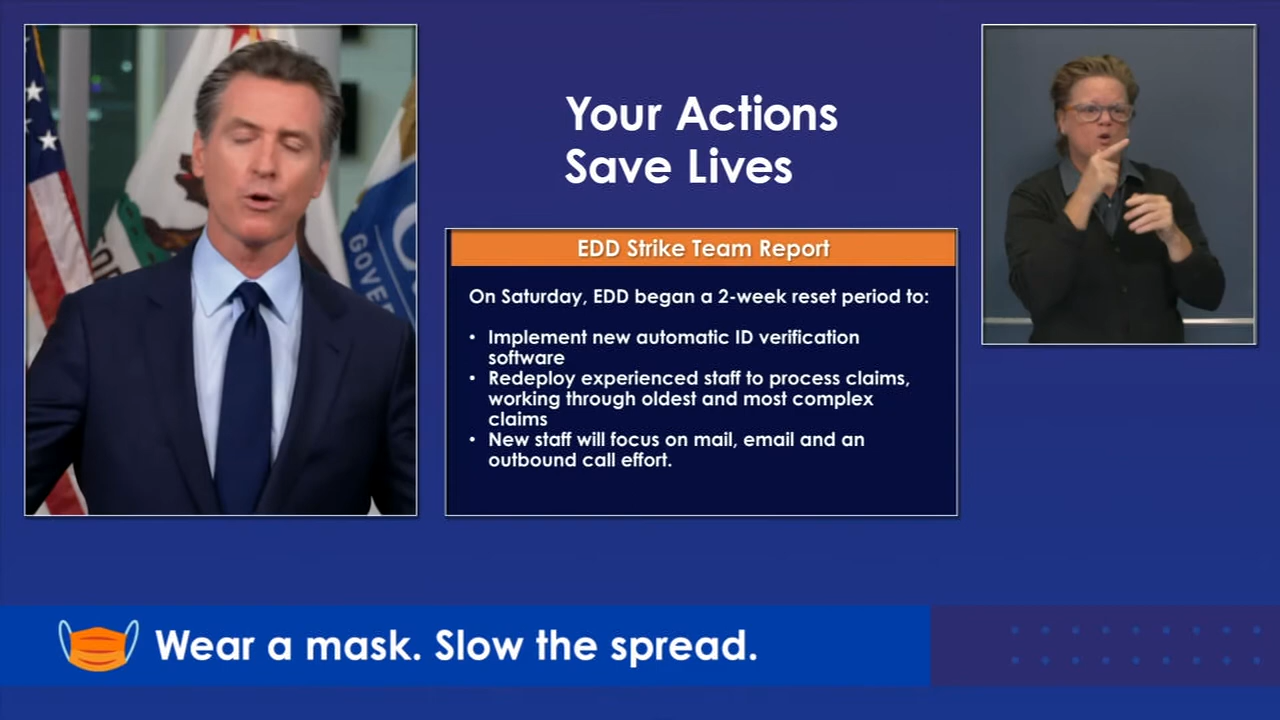 Your Actions
Save Lives
EDD Strike Team Report
On Saturday, EDD began a 2-week reset period to:
• Implement new automatic ID verification
software
• Redeploy experienced staff to process claims,
working through oldest and most complex
claims
• New staff will focus on mail, email and an
outbound call effort.
Wear a mask. Slow the spread.